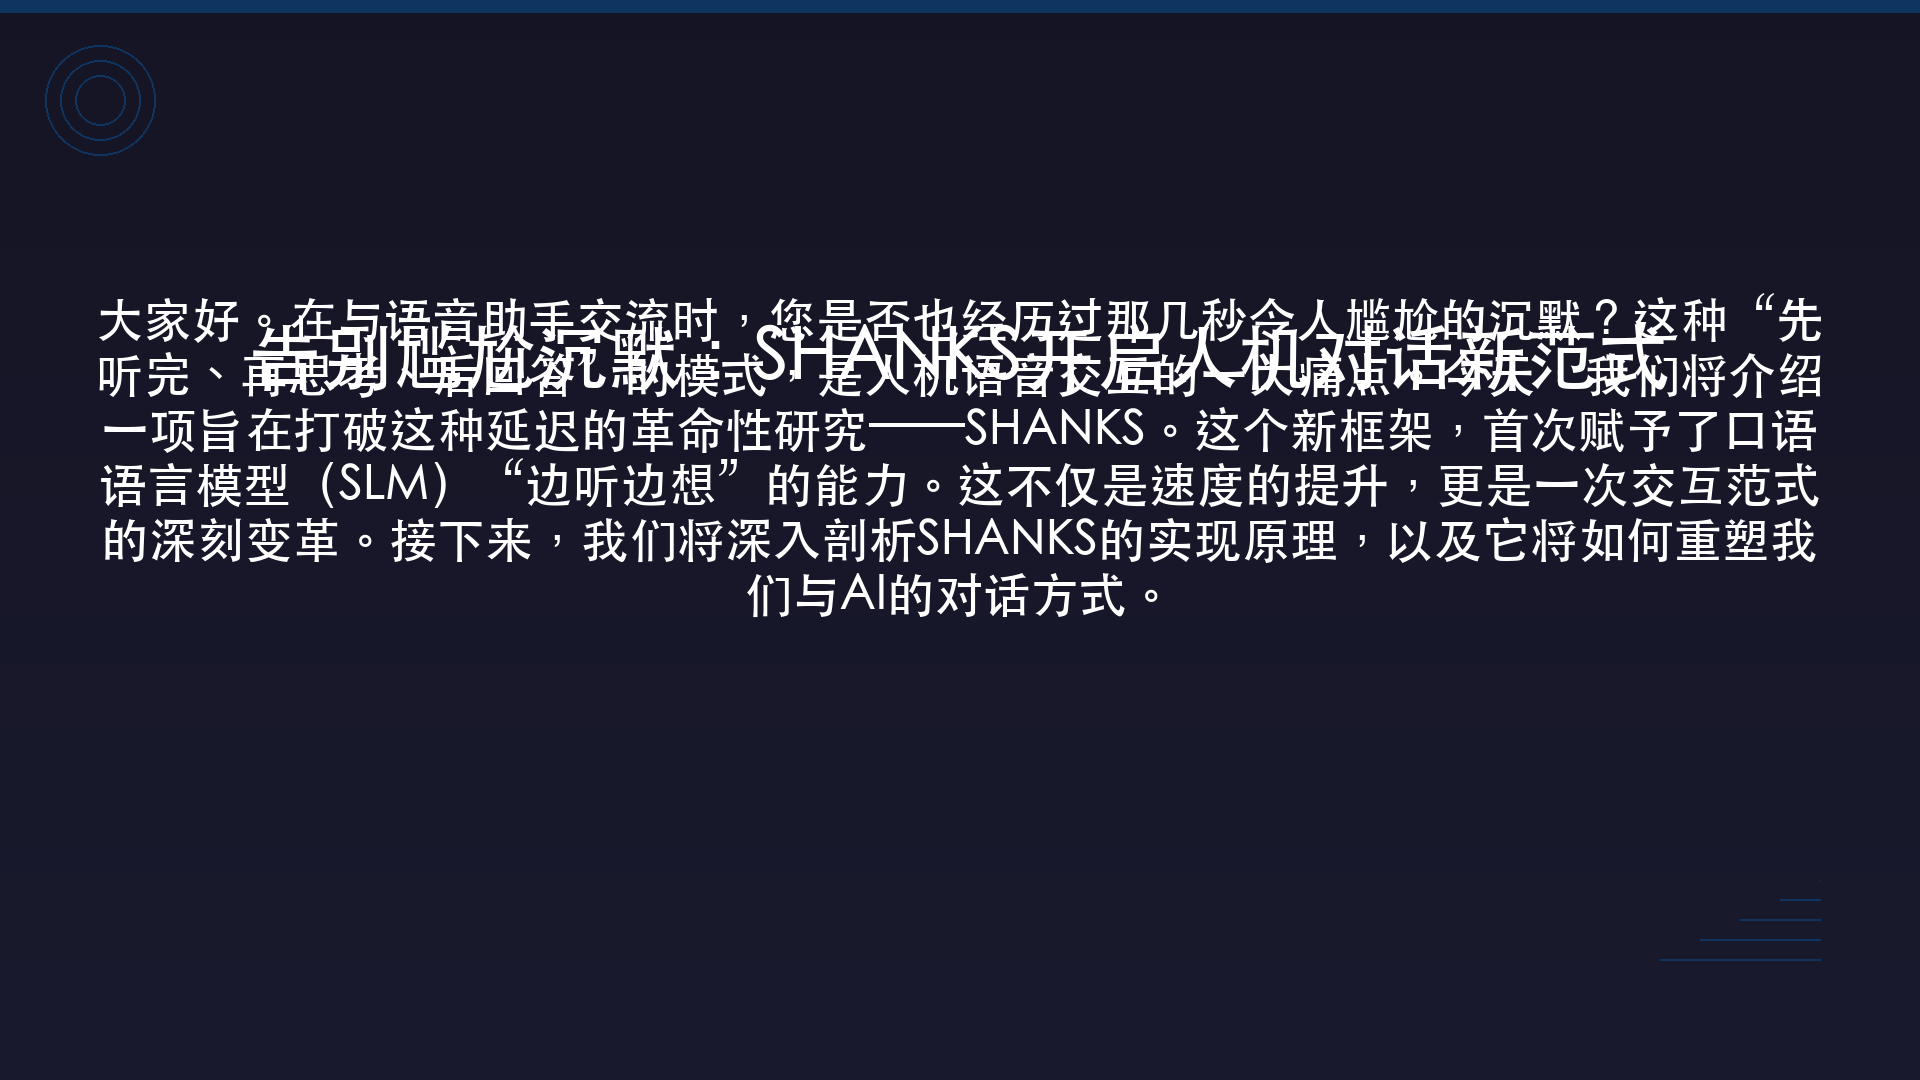 大家好。在与语音助手交流时，您是否也经历过那几秒令人尴尬的沉默？这种“先
告别尴尬沉默：SHANKS开启人机对话新范式
听完、再思考、后回答”的模式，是人机语音交互的一大痛点。今天，我们将介绍
一项旨在打破这种延迟的革命性研究——SHANKS。这个新框架，首次赋予了口语
语言模型（SLM）“边听边想”的能力。这不仅是速度的提升，更是一次交互范式
的深刻变革。接下来，我们将深入剖析SHANKS的实现原理，以及它将如何重塑我
们与AI的对话方式。